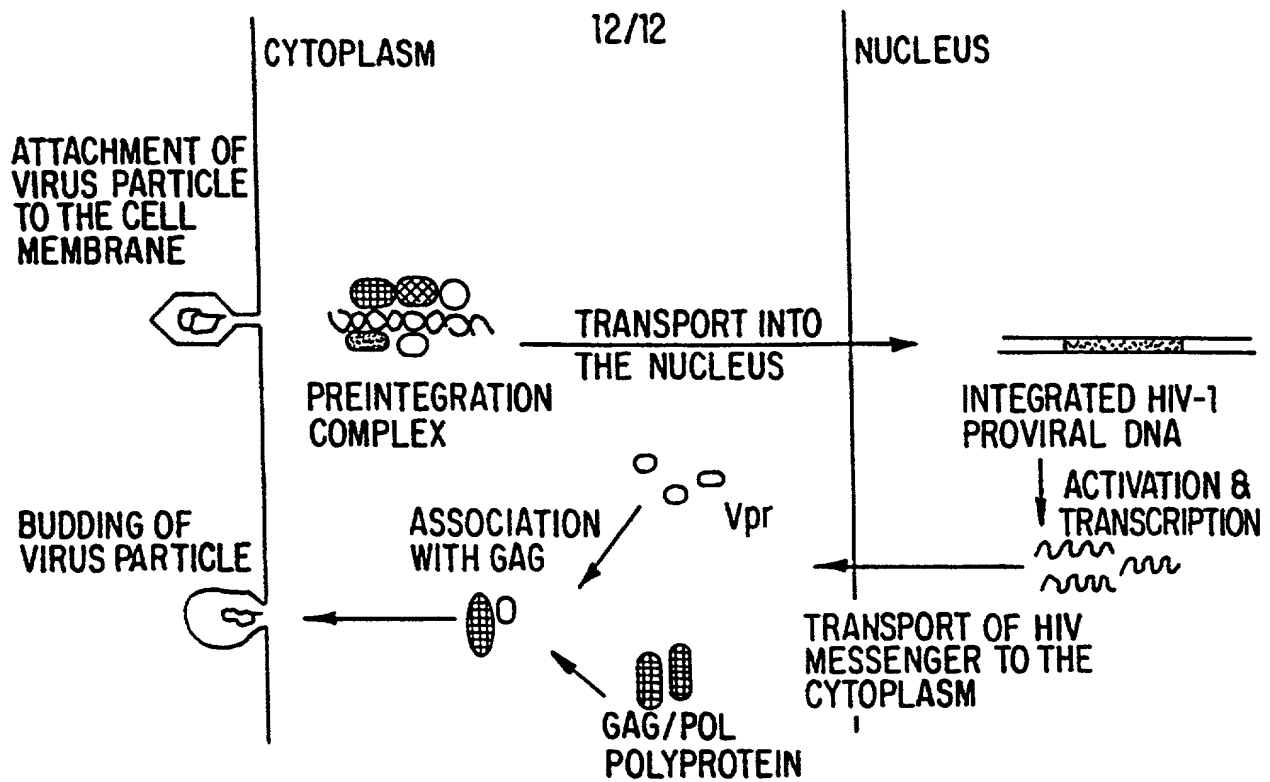 12/12
CYTOPLASM
NUCLEUS
ATTACHMENT OF
VIRUS PARTICLE
TO THE CELL
MEMBRANE
TRANSPORT INTO
THE NUCLEUS
PREINTEGRATION
COMPLEX
INTEGRATED HIV-1
PROVIRAL DNA
ACTIVATION &
TRANSCRIPTION
Vpr
ASSOCIATION
WITH GAG
BUDDING OF
VIRUS PARTICLE
TRANSPORT OF HIV
MESSENGER TO THE
CYTOPLASM
GAG/POL
POLYPROTEIN